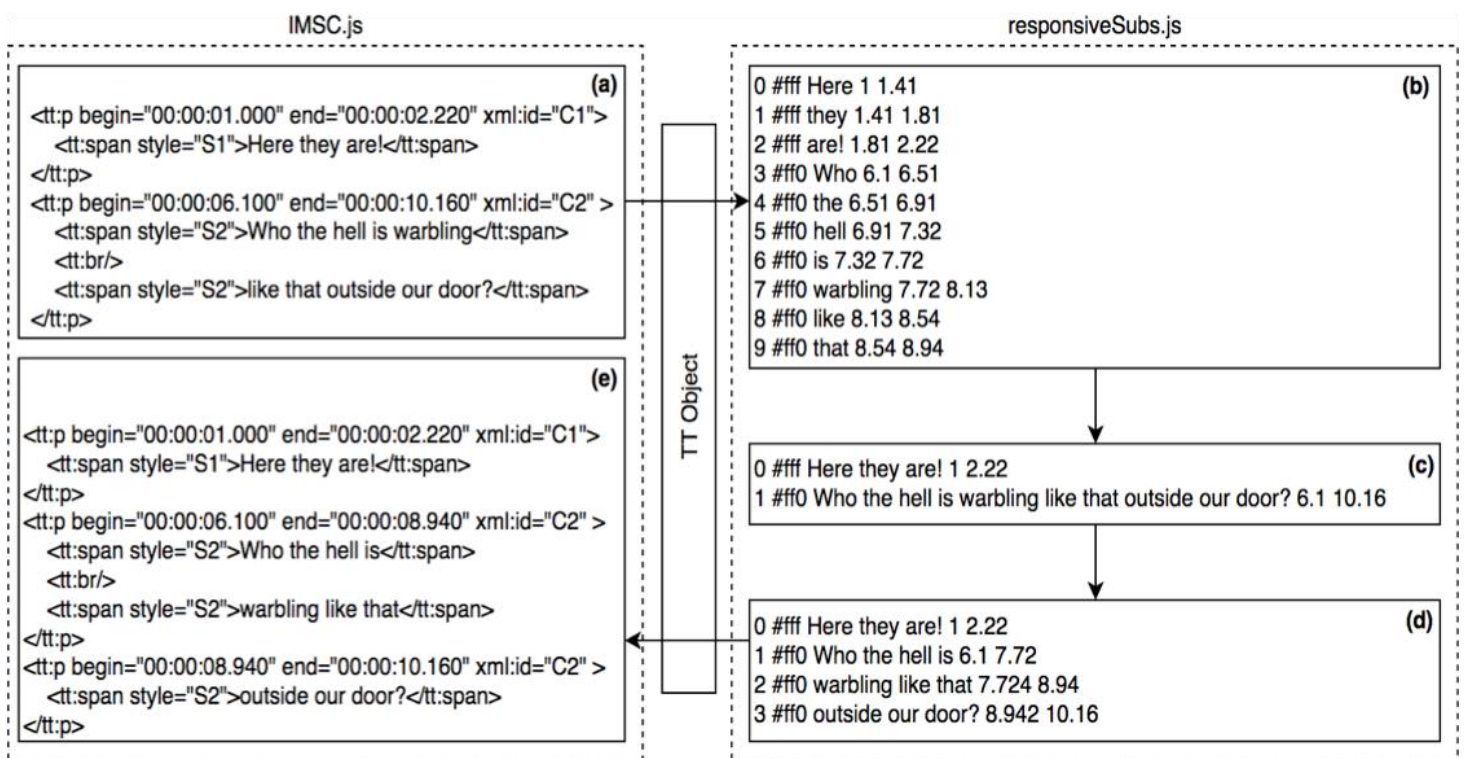 IMSC.js
(a)
<tt:p begin="00:00:01.000" end="00:00:02.220" xml:id="C1">
<tt:span style="S1">Here they are!</tt:span>
</tt:p>
<tt:p begin="00:00:06.100" end="00:00:10.160" xml:id="C2" >
<tt:span style="S2">Who the hell is warbling</tt:span>
<tt:br/>
<tt:span style="S2">like that outside our door?</tt:span>
</tt:p>
(e)
<tt:p begin="00:00:01.000" end="00:00:02.220" xml:id="C1">
<tt:span style="S1">Here they are!</tt:span>
</tt:p>
<tt:p begin="00:00:06.100" end="00:00:08.940" xml:id="C2" >
<tt:span style="S2">Who the hell is</tt:span>
<tt:br/>
<tt:span style="S2">warbling like that</tt:span>
</tt:p>
<tt:p begin="00:00:08.940" end="00:00:10.160" xml:id="C2" >
<tt:span style="S2">outside our door?</tt:span>
</tt:p>
TT Object
responsiveSubs.js
(b)
0 #fff Here 1 1.41
1 #fff they 1.41 1.81
2 #fff are! 1.81 2.22
3 #ff0 Who 6.1 6.51
4 #ff0 the 6.51 6.91
5 #ff0 hell 6.91 7.32
6 #ff0 is 7.32 7.72
7 #ff0 warbling 7.72 8.13
8 #ff0 like 8.13 8.54
9 #ff0 that 8.54 8.94
(c)
0 #fff Here they are! 1 2.22
1 #ff0 Who the hell is warbling like that outside our door? 6.1 10.16
(d)
0 #fff Here they are! 1 2.22
1 #ff0 Who the hell is 6.1 7.72
2 #ff0 warbling like that 7.724 8.94
3 #ff0 outside our door? 8.942 10.16